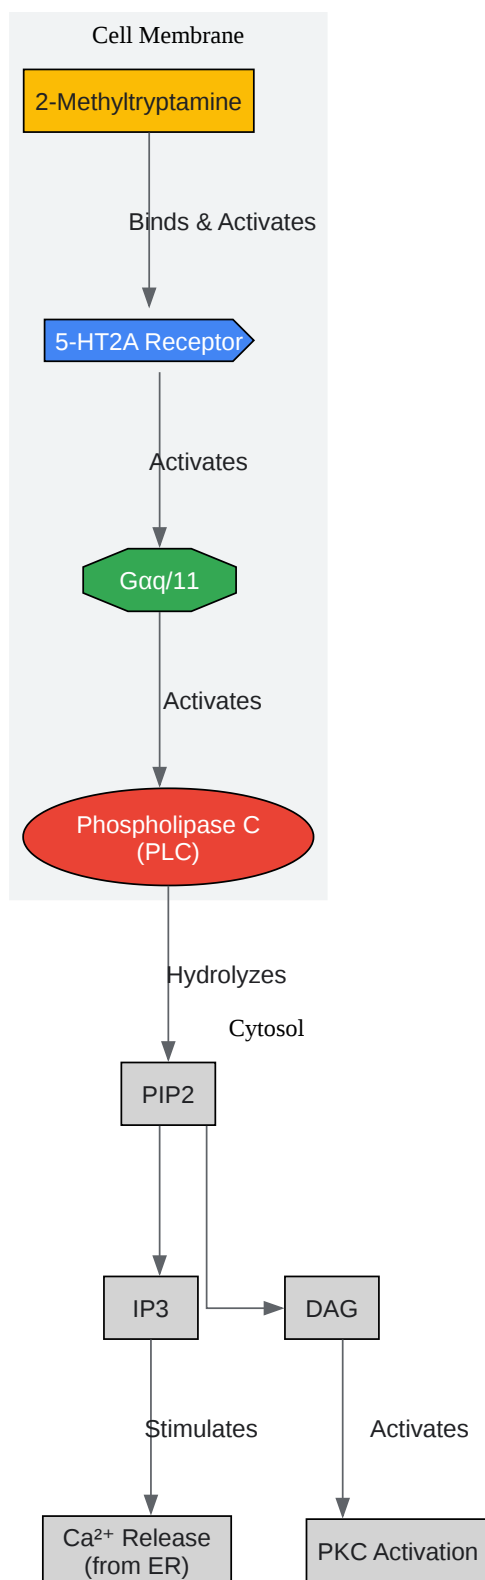 Cell Membrane
2-Methyltryptamine
Binds & Activates
5-HT2A Receptor
Activates
Gαq/11
Activates
Phospholipase C
(PLC)
Hydrolyzes
Cytosol
PIP2
IP3
DAG
Stimulates
Activates
Ca²⁺ Release
(from ER)
PKC Activation